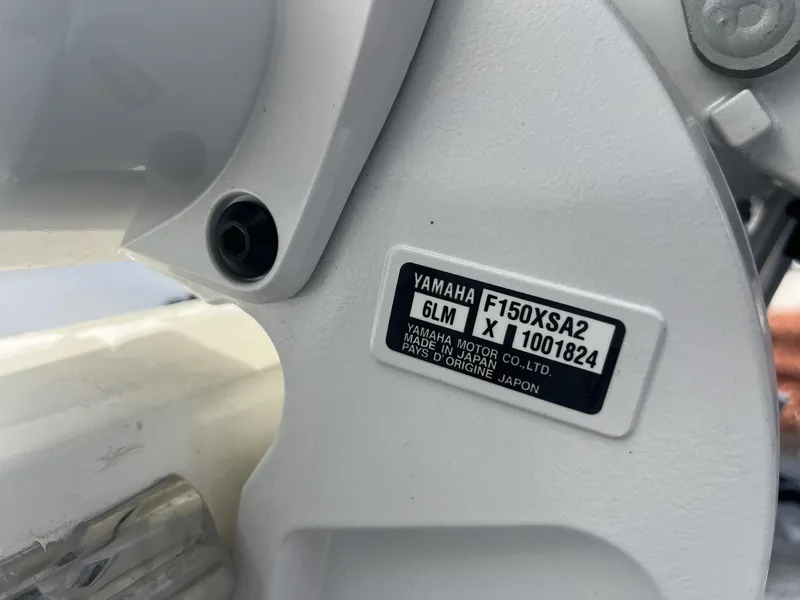 YAMAHA F150XSA2
6LM X 1001824
YAMAHA MOTOR CO.,LTD.
MADE IN JAPAN
PAYS D'ORIGINE JAPON